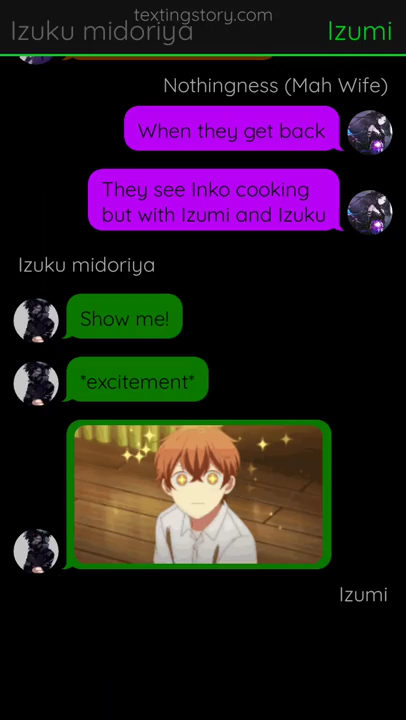 textingstory.com
Izuku midoriya
Izumi
Nothingness (Mah Wife)
When they get back
They see Inko cooking
but with Izumi and Izuku
Izuku midoriya
Show me!
*excitement*
Izumi